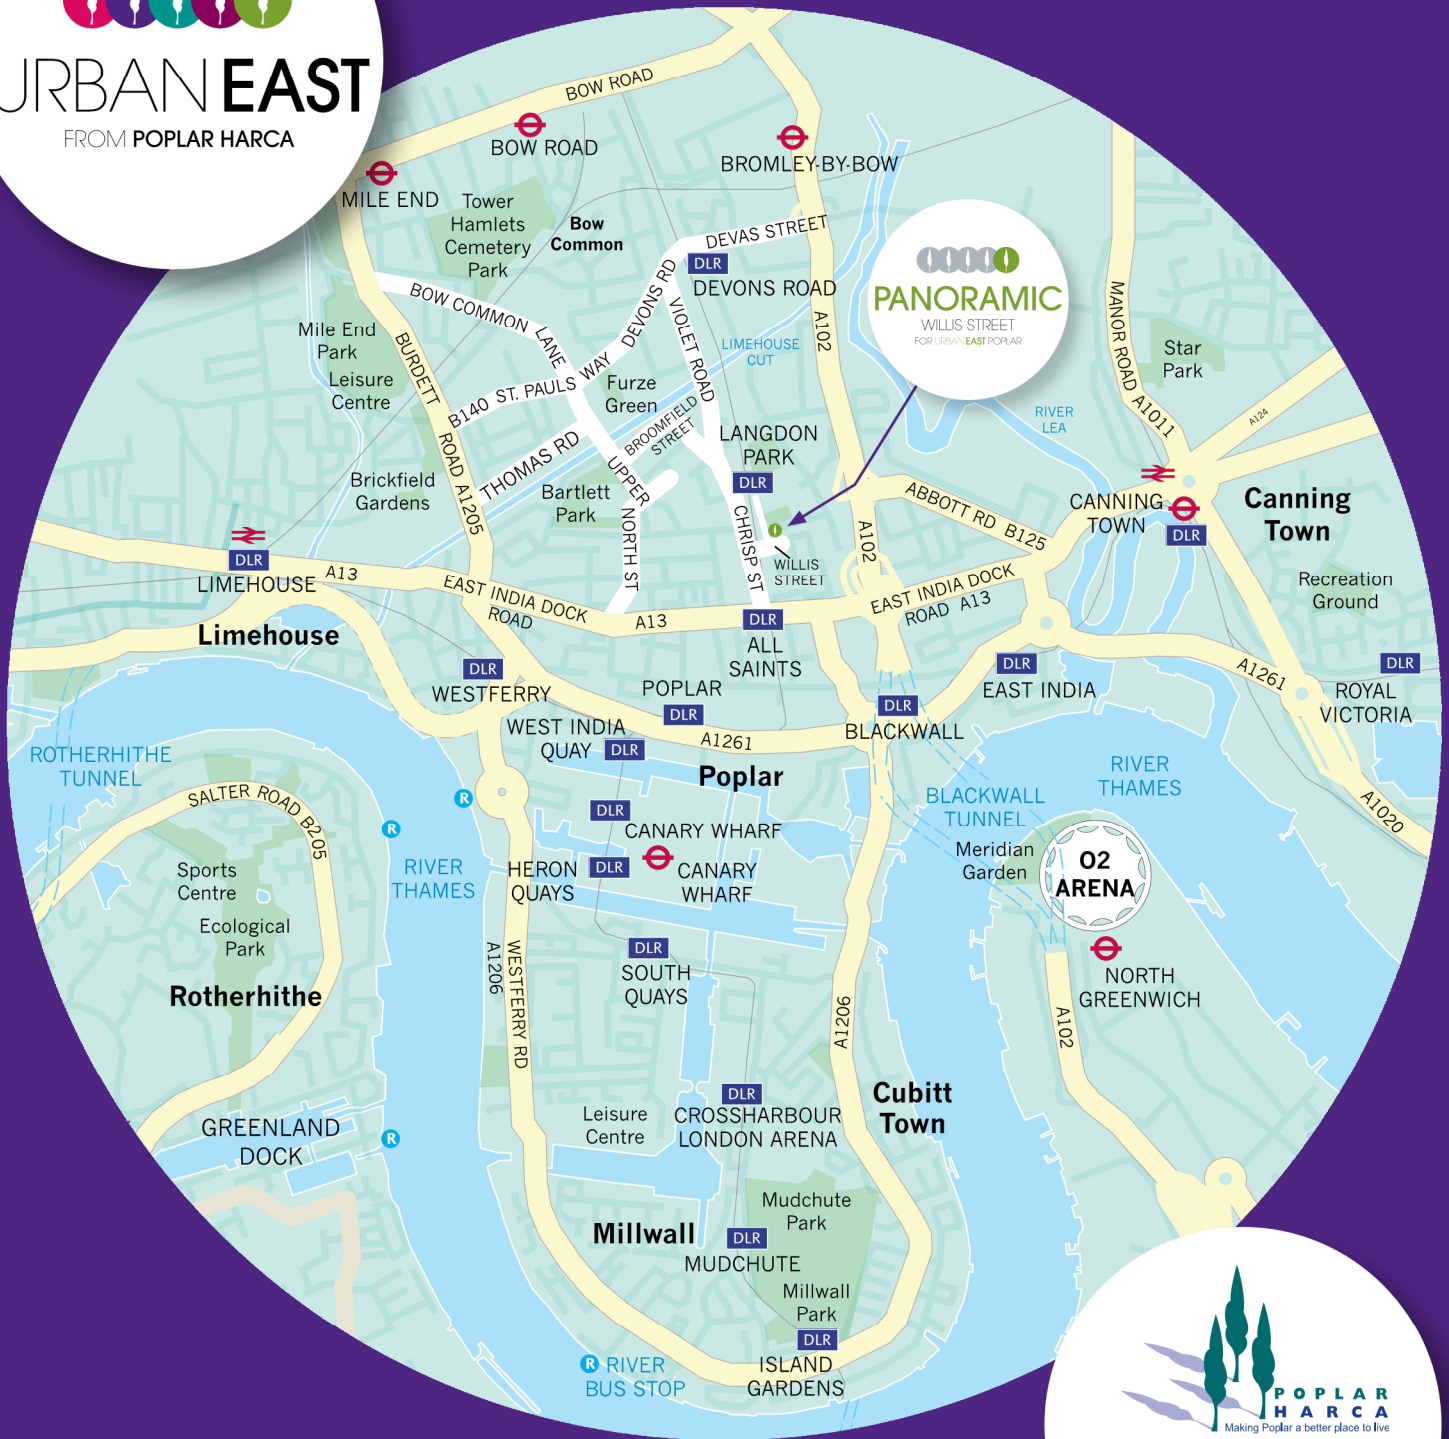 URBAN EAST
FROM POPLAR HARCA
BOW ROAD
BOW ROAD
MILE END
BROMLEY-BY-BOW
Tower
Hamlets
Cemetery
Park
Bow
Common
DEVAS STREET
DLR
DEVONS ROAD
DEVONS RD
BOW COMMON LANE
VIOLET ROAD
A102
LIMEHOUSE
CUT
PANORAMIC
WILLIS STREET
FOR URBAN EAST POPLAR
MANOR ROAD A1011
Star
Park
A124
RIVER
LEA
Mile End
Park
Leisure
Centre
BURDETT ROAD A1205
B140 ST. PAULS WAY
Furze
Green
BROOMFIELD
STREET
THOMAS RD
UPPER NORTH ST
Brickfield
Gardens
Bartlett
Park
LANGDON
PARK
DLR
CHRISP ST
WILLIS
STREET
A102
ABBOTT RD B125
CANNING
TOWN
DLR
Canning
Town
Recreation
Ground
DLR
LIMEHOUSE
A13
Limehouse
EAST INDIA DOCK
ROAD
A13
DLR
ALL
SAINTS
EAST INDIA DOCK
ROAD A13
DLR
EAST INDIA
A1261
DLR
ROYAL
VICTORIA
DLR
WESTFERRY
POPLAR
DLR
WEST INDIA
QUAY DLR
A1261
DLR
BLACKWALL
Poplar
ROTHERHITHE
TUNNEL
SALTER ROAD B205
R
R
RIVER
THAMES
BLACKWALL
TUNNEL
RIVER
THAMES
A1020
DLR
CANARY WHARF
HERON
QUAYS
DLR
CANARY
WHARF
Meridian
Garden
O2
ARENA
Sports
Centre
Ecological
Park
Rotherhithe
A1206
WESTFERRY RD
DLR
SOUTH
QUAYS
A1206
NORTH
GREENWICH
A102
GREENLAND
DOCK
R
Leisure
Centre
DLR
CROSSHARBOUR
LONDON ARENA
Cubitt
Town
Mudchute
Park
Millwall
DLR
MUDCHUTE
Millwall
Park
DLR
ISLAND
GARDENS
R RIVER
BUS STOP
POPLAR
HARCA
Making Poplar a better place to live